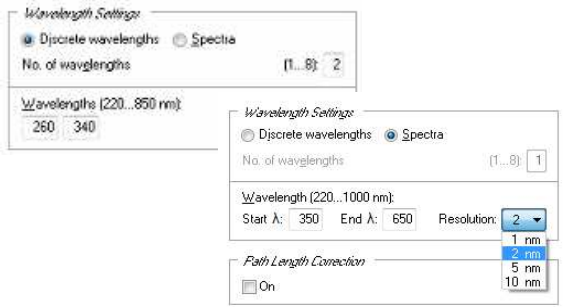 Wavelength Settings
Discrete wavelengths Spectra
No. of wavelengths (1...8): 2
Wavelengths (220...850 nm):
260 340
Wavelength Settings
Discrete wavelengths Spectra
No. of wavelengths (1...8): 1
Wavelength (220...1000 nm):
Start λ: 350 End λ: 650 Resolution: 2
1 nm
2 nm
5 nm
10 nm
Path Length Correction
On